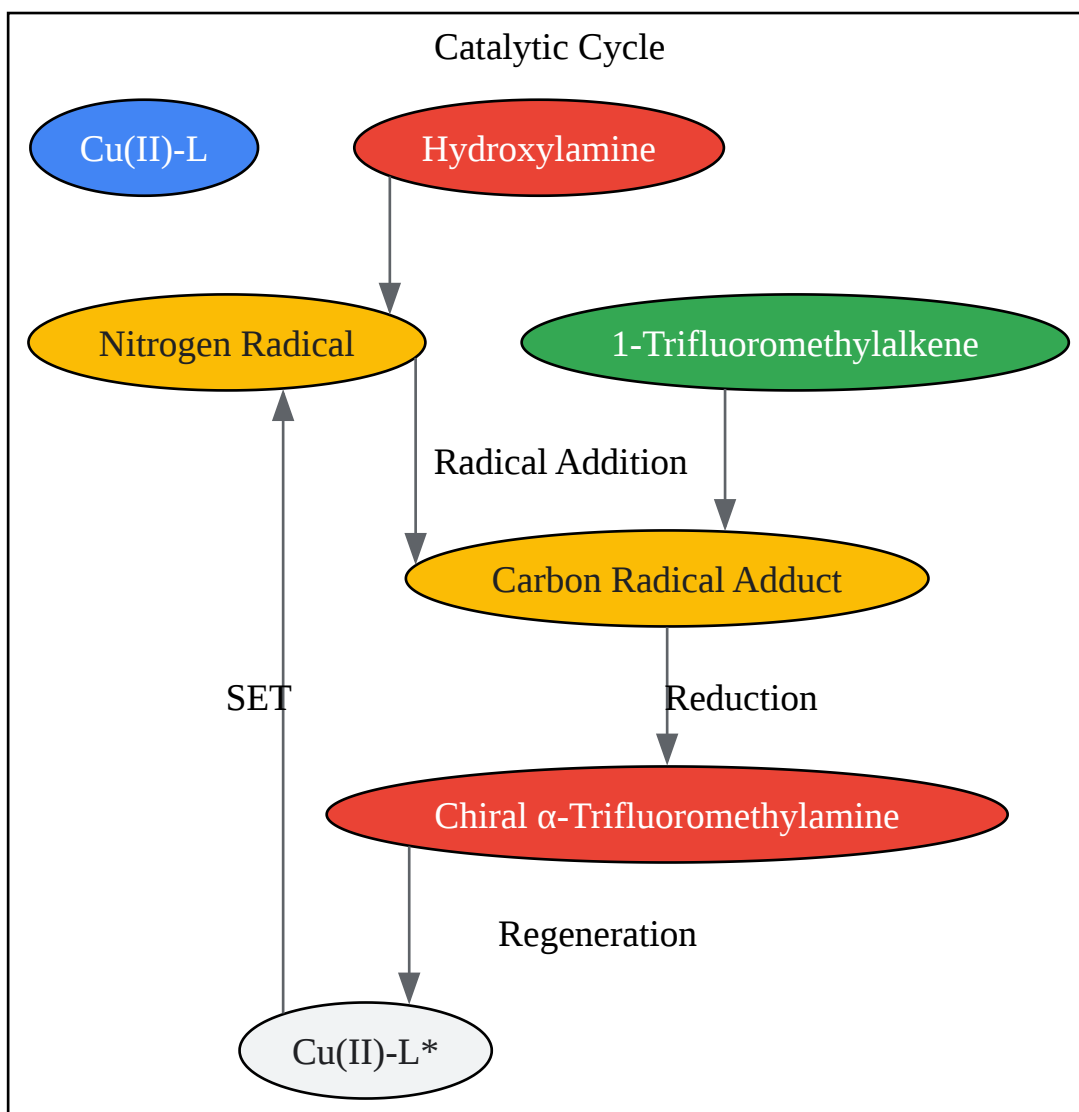 Catalytic Cycle
Cu(II)-L
Hydroxylamine
Nitrogen Radical
1-Trifluoromethylalkene
Radical Addition
Carbon Radical Adduct
SET
Reduction
Chiral α-Trifluoromethylamine
Regeneration
Cu(II)-L*